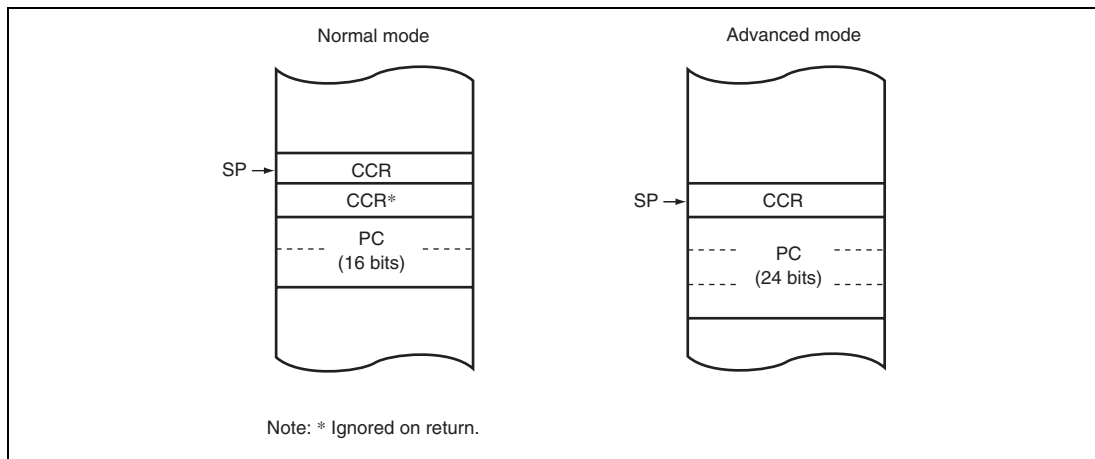 Normal mode
SP
CCR
CCR*
PC
(16 bits)
Advanced mode
SP
CCR
PC
(24 bits)
Note: * Ignored on return.